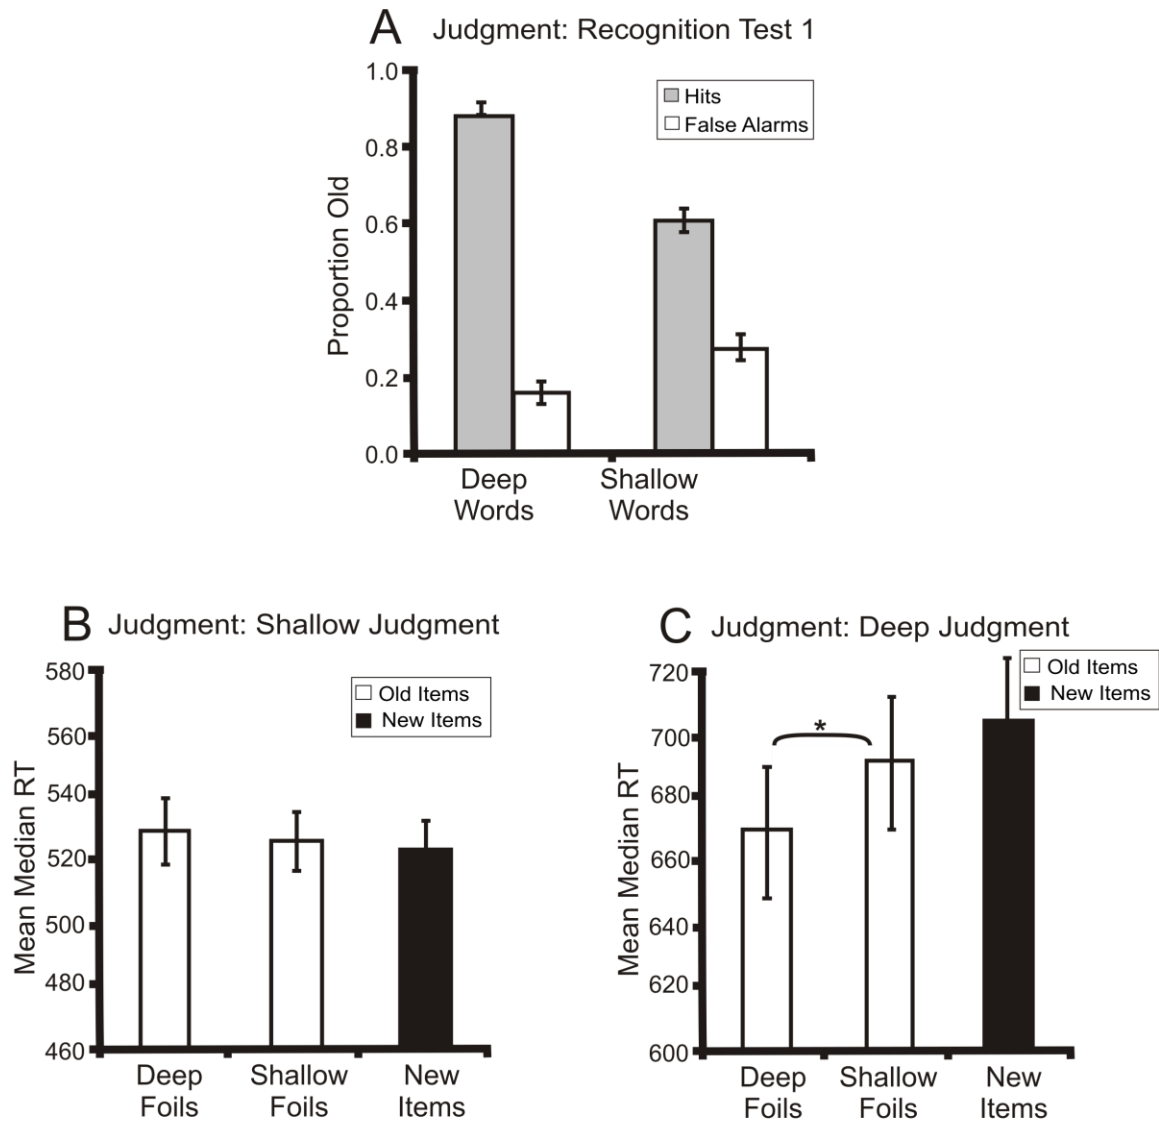 A Judgment: Recognition Test 1
Proportion Old
1.0
0.8
0.6
0.4
0.2
0.0
Hits
False Alarms
Deep Words
Shallow Words
B Judgment: Shallow Judgment
Mean Median RT
580
560
540
520
500
480
460
Old Items
New Items
Deep Foils
Shallow Foils
New Items
C Judgment: Deep Judgment
Mean Median RT
720
700
680
660
640
620
600
Old Items
New Items
*
Deep Foils
Shallow Foils
New Items